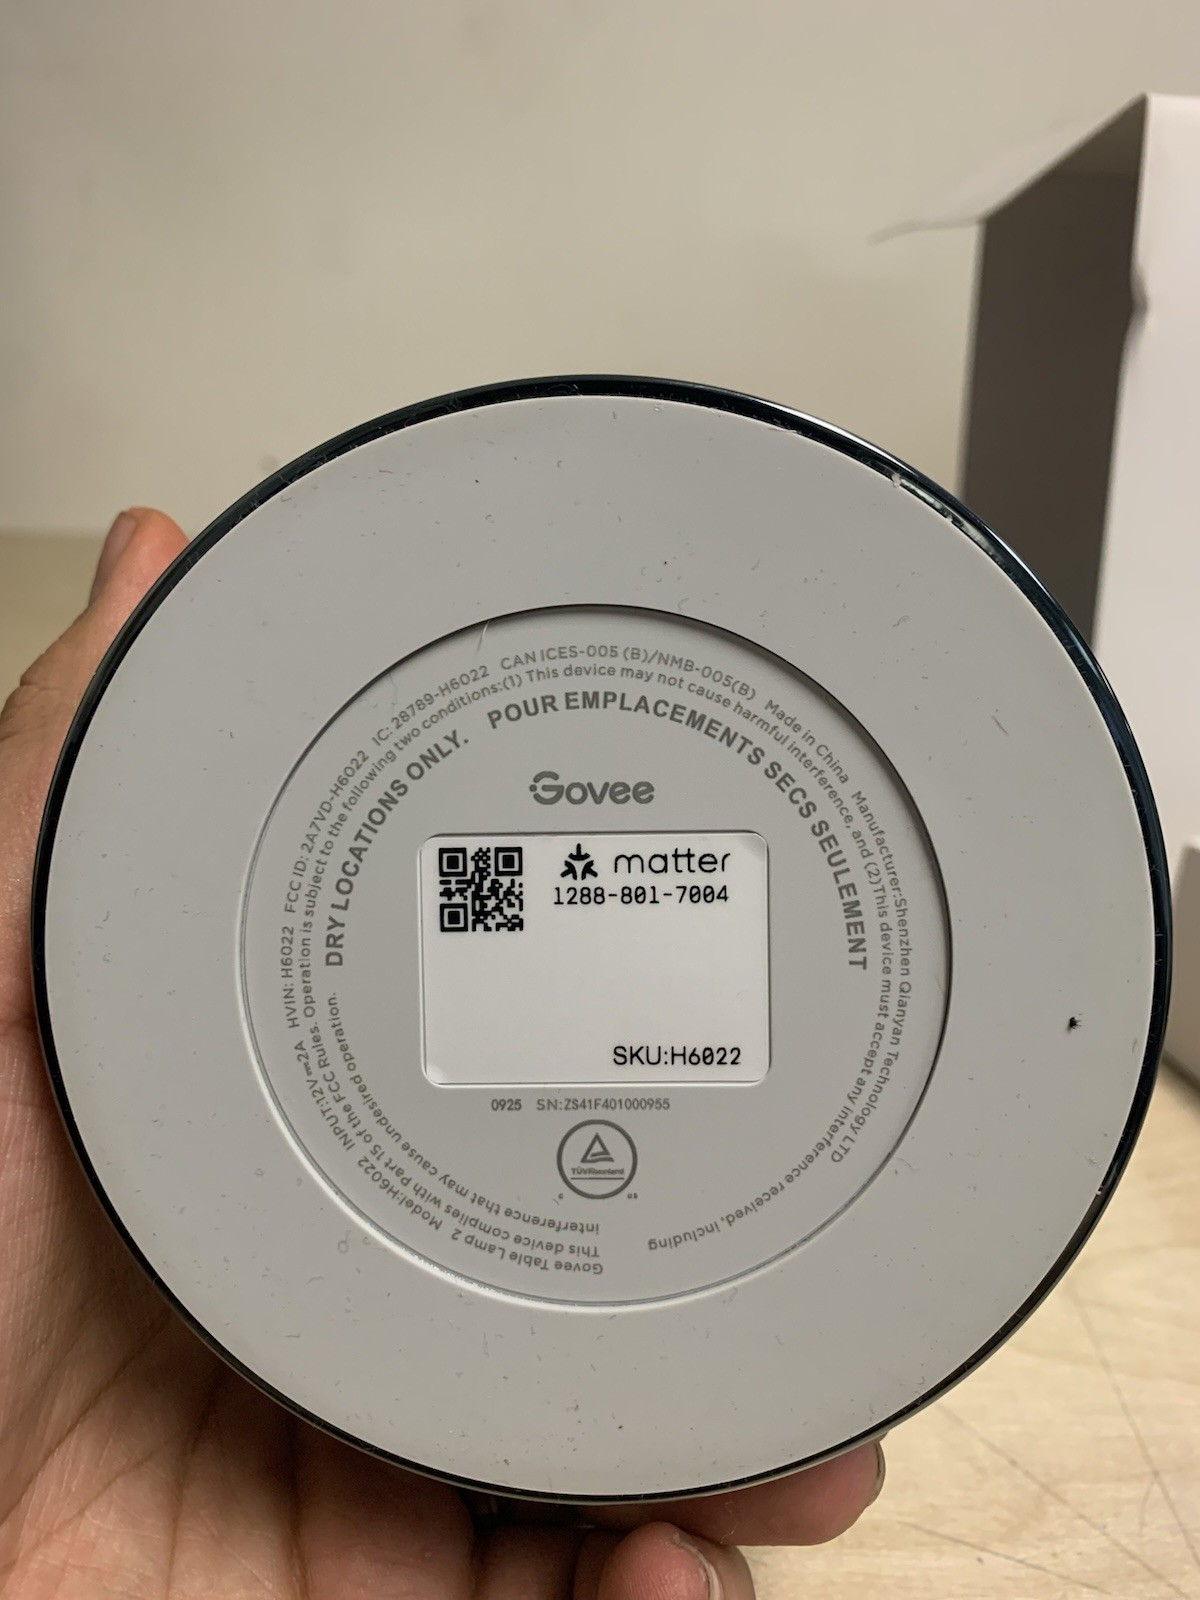 Govee Table Lamp 2 Model:H6022 INPUT:12V⎓2A HVIN: H6022 FCC ID: 2A7VD-H6022 IC: 28789-H6022 CAN ICES-005 (B)/NMB-005(B) Made in China Manufacturer:Shenzhen Qianyan Technology LTD
This device complies with Part 15 of the FCC Rules. Operation is subject to the following two conditions:(1) This device may not cause harmful interference, and (2)This device must accept any interference received, including
interference that may cause undesired operation.
DRY LOCATIONS ONLY. POUR EMPLACEMENTS SECS SEULEMENT
Govee
matter
1288-801-7004
SKU:H6022
0925 SN:ZS41F401000955
TÜVRheinland
C US